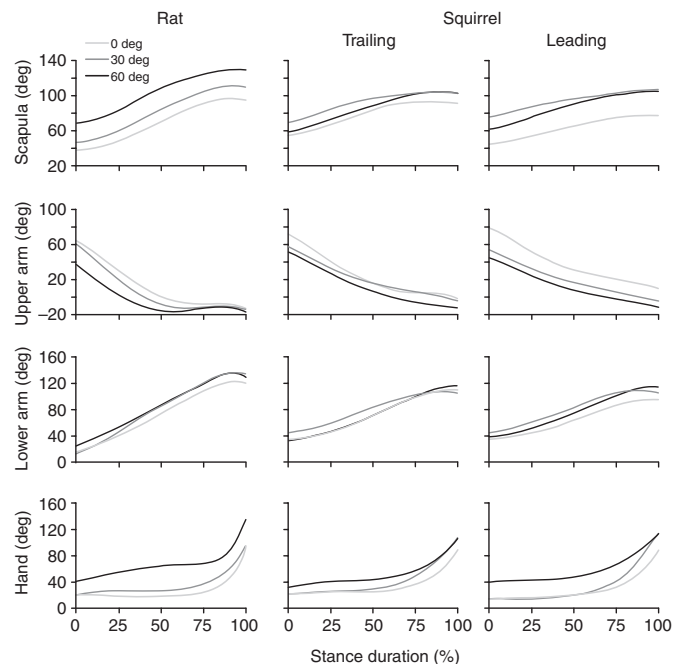 Rat Squirrel
Trailing Leading
0 deg
30 deg
60 deg
Scapula (deg)
140
100
60
20
Upper arm (deg)
100
60
20
–20
Lower arm (deg)
160
120
80
40
0
Hand (deg)
160
120
80
40
0
0 25 50 75 100 0 25 50 75 100 0 25 50 75 100
Stance duration (%)